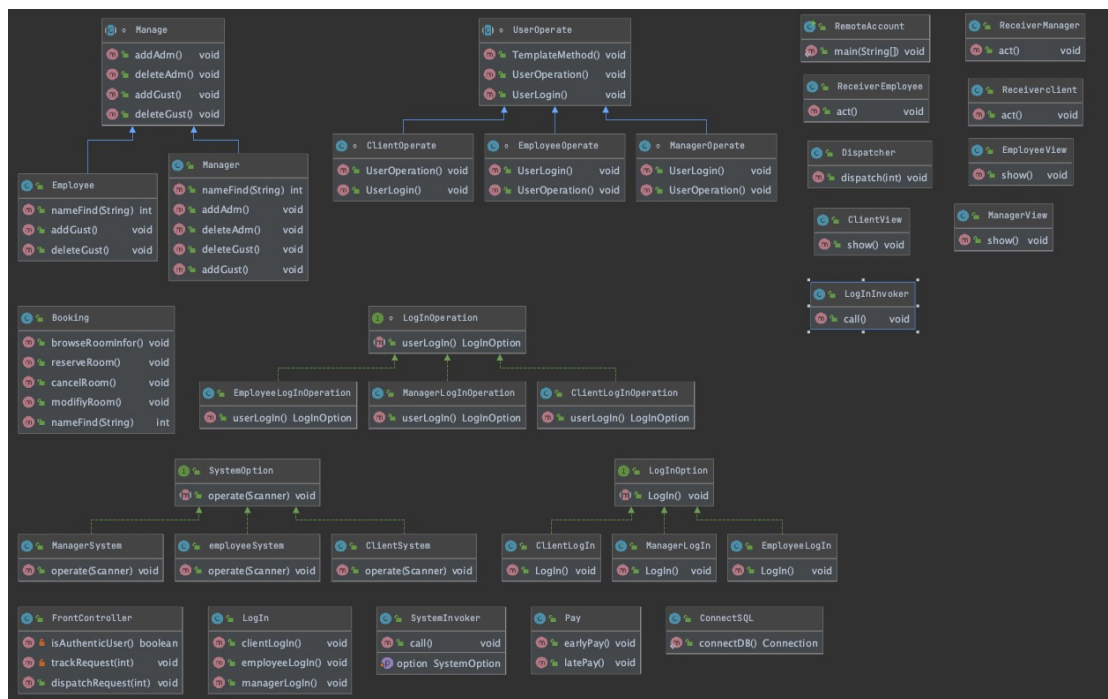 Manage
addAdm() void
deleteAdm() void
addGust() void
deleteGust() void
UserOperate
TemplateMethod() void
UserOperation() void
UserLogin() void
RemoteAccount
main(String[]) void
ReceiverManager
act() void
ReceiverEmployee
act() void
Receiverclient
act() void
Employee
nameFind(String) int
addGust() void
deleteGust() void
Manager
nameFind(String) int
addAdm() void
deleteAdm() void
deleteGust() void
addGust() void
ClientOperate
UserOperation() void
UserLogin() void
EmployeeOperate
UserLogin() void
UserOperation() void
ManagerOperate
UserLogin() void
UserOperation() void
Dispatcher
dispatch(int) void
EmployeeView
show() void
ClientView
show() void
ManagerView
show() void
LogInInvoker
call() void
Booking
browseRoomInfor() void
reserveRoom() void
cancelRoom() void
modifiyRoom() void
nameFind(String) int
LogInOperation
userLogIn() LogInOption
EmployeeLogInOperation
userLogIn() LogInOption
ManagerLogInOperation
userLogIn() LogInOption
ClientLogInOperation
userLogIn() LogInOption
SystemOption
operate(Scanner) void
LogInOption
LogIn() void
ManagerSystem
operate(Scanner) void
employeeSystem
operate(Scanner) void
ClientSystem
operate(Scanner) void
ClientLogIn
LogIn() void
ManagerLogIn
LogIn() void
EmployeeLogIn
LogIn() void
FrontController
isAuthenticUser() boolean
trackRequest(int) void
dispatchRequest(int) void
LogIn
clientLogIn() void
employeeLogIn() void
managerLogIn() void
SystemInvoker
call() void
option SystemOption
Pay
earlyPay() void
latePay() void
ConnectSQL
connectDB() Connection